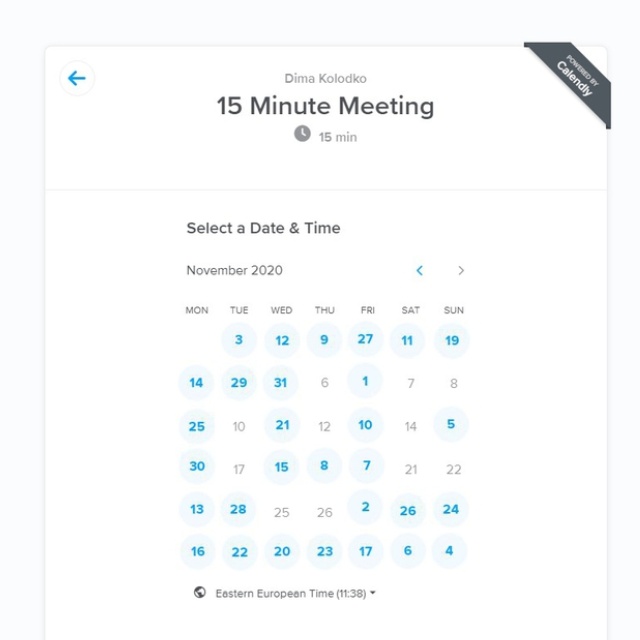 POWERED BY
Calendly
Dima Kolodko
15 Minute Meeting
15 min
Select a Date & Time
November 2020
MON TUE WED THU FRI SAT SUN
3 12 9 27 11 19
14 29 31 6 1 7 8
25 10 21 12 10 14 5
30 17 15 8 7 21 22
13 28 25 26 2 26 24
16 22 20 23 17 6 4
Eastern European Time (11:38)